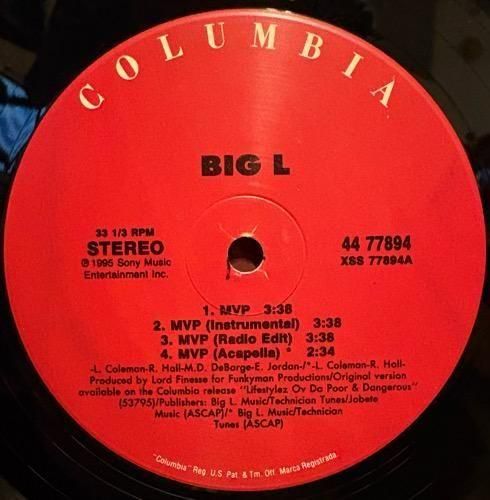 COLUMBIA
BIG L
33 1/3 RPM
STEREO
℗ 1995 Sony Music
Entertainment Inc.
44 77894
XSS 77894A
1. MVP 3:38
2. MVP (Instrumental) 3:38
3. MVP (Radio Edit) 3:38
4. MVP (Acapella) * 2:34
-L. Coleman-R. Hall-M.D. DeBarge-E. Jordan-/*-L. Coleman-R. Hall-
Produced by Lord Finesse for Funkyman Productions/Original version
available on the Columbia release "Lifestylez Ov Da Poor & Dangerous"
(53795)/Publishers: Big L. Music/Technician Tunes/Jobete
Music (ASCAP)/* Big L. Music/Technician
Tunes (ASCAP)
"Columbia" Reg. U.S. Pat. & Tm. Off. Marca Registrada.